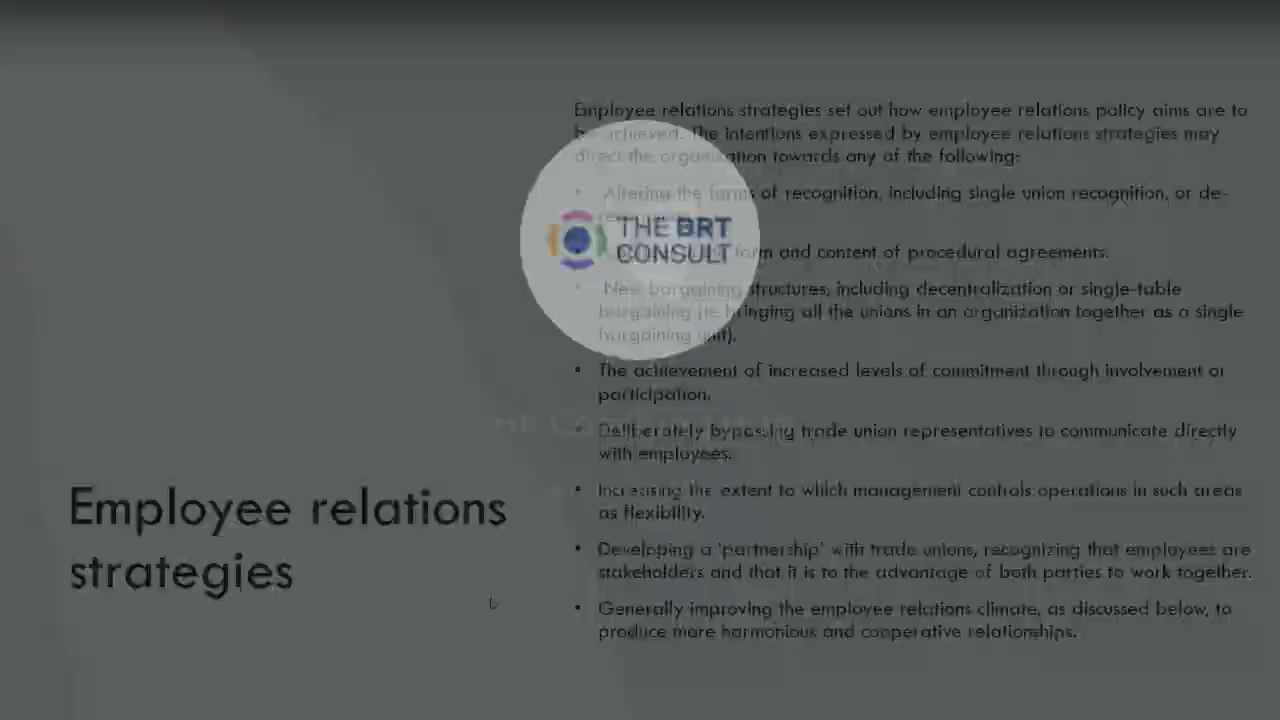 Employee relations strategies set out how employee relations policy aims are to
be achieved. The intentions expressed by employee relations strategies may
direct the organization towards any of the following:
• Altering the forms of recognition, including single union recognition, or de-
THE BRT
CONSULT
form and content of procedural agreements.
• New bargaining structures, including decentralization or single-table
bargaining (ie bringing all the unions in an organization together as a single
bargaining unit).
• The achievement of increased levels of commitment through involvement or
participation.
• Deliberately bypassing trade union representatives to communicate directly
with employees.
• Increasing the extent to which management controls operations in such areas
as flexibility.
• Developing a 'partnership' with trade unions, recognizing that employees are
stakeholders and that it is to the advantage of both parties to work together.
• Generally improving the employee relations climate, as discussed below, to
produce more harmonious and cooperative relationships.
Employee relations
strategies